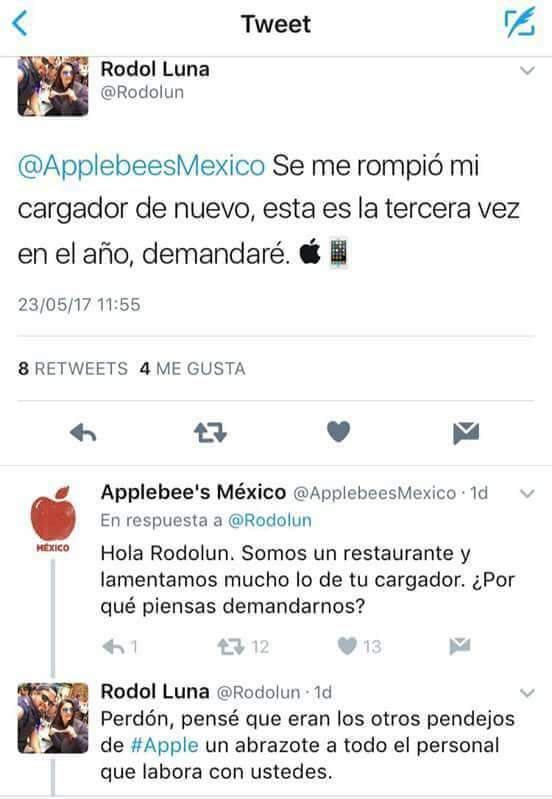 Tweet
Rodol Luna
@Rodolun
@ApplebeesMexico Se me rompió mi
cargador de nuevo, esta es la tercera vez
en el año, demandaré. 📱
23/05/17 11:55
8 RETWEETS 4 ME GUSTA
Applebee's México @ApplebeesMexico · 1d
En respuesta a @Rodolun
MÉXICO
Hola Rodolun. Somos un restaurante y
lamentamos mucho lo de tu cargador. ¿Por
qué piensas demandarnos?
1 12 13
Rodol Luna @Rodolun · 1d
Perdón, pensé que eran los otros pendejos
de #Apple un abrazote a todo el personal
que labora con ustedes.